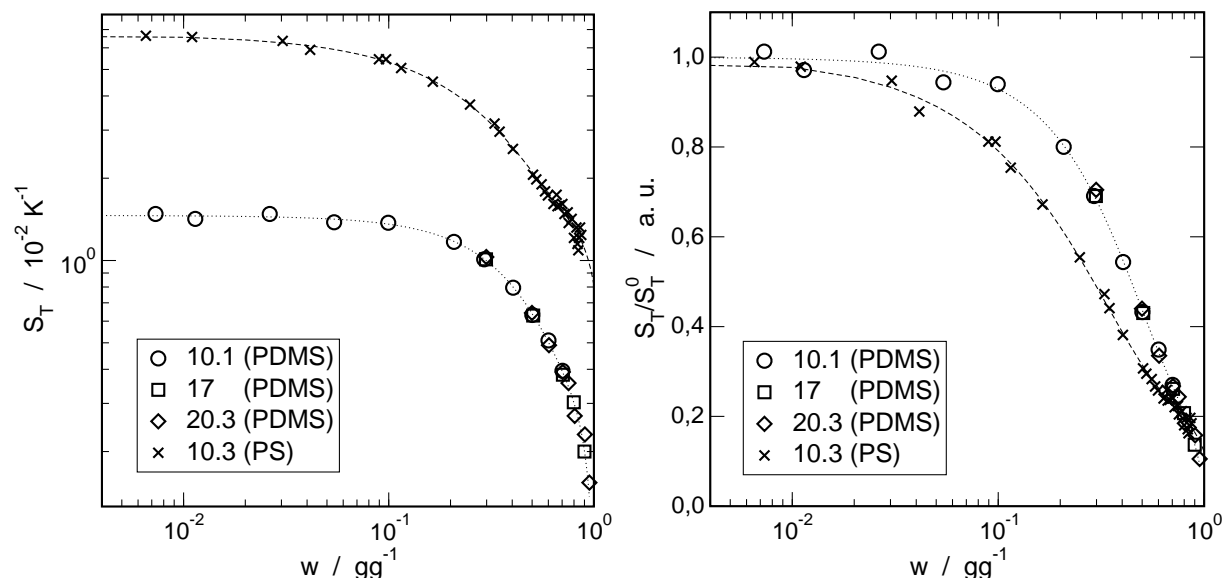 S_T / 10^-2 K^-1
10^0
10.1 (PDMS)
17 (PDMS)
20.3 (PDMS)
10.3 (PS)
10^-2 10^-1 10^0
w / gg^-1
S_T/S_T^0 / a. u.
1,0
0,8
0,6
0,4
0,2
0,0
10.1 (PDMS)
17 (PDMS)
20.3 (PDMS)
10.3 (PS)
10^-2 10^-1 10^0
w / gg^-1